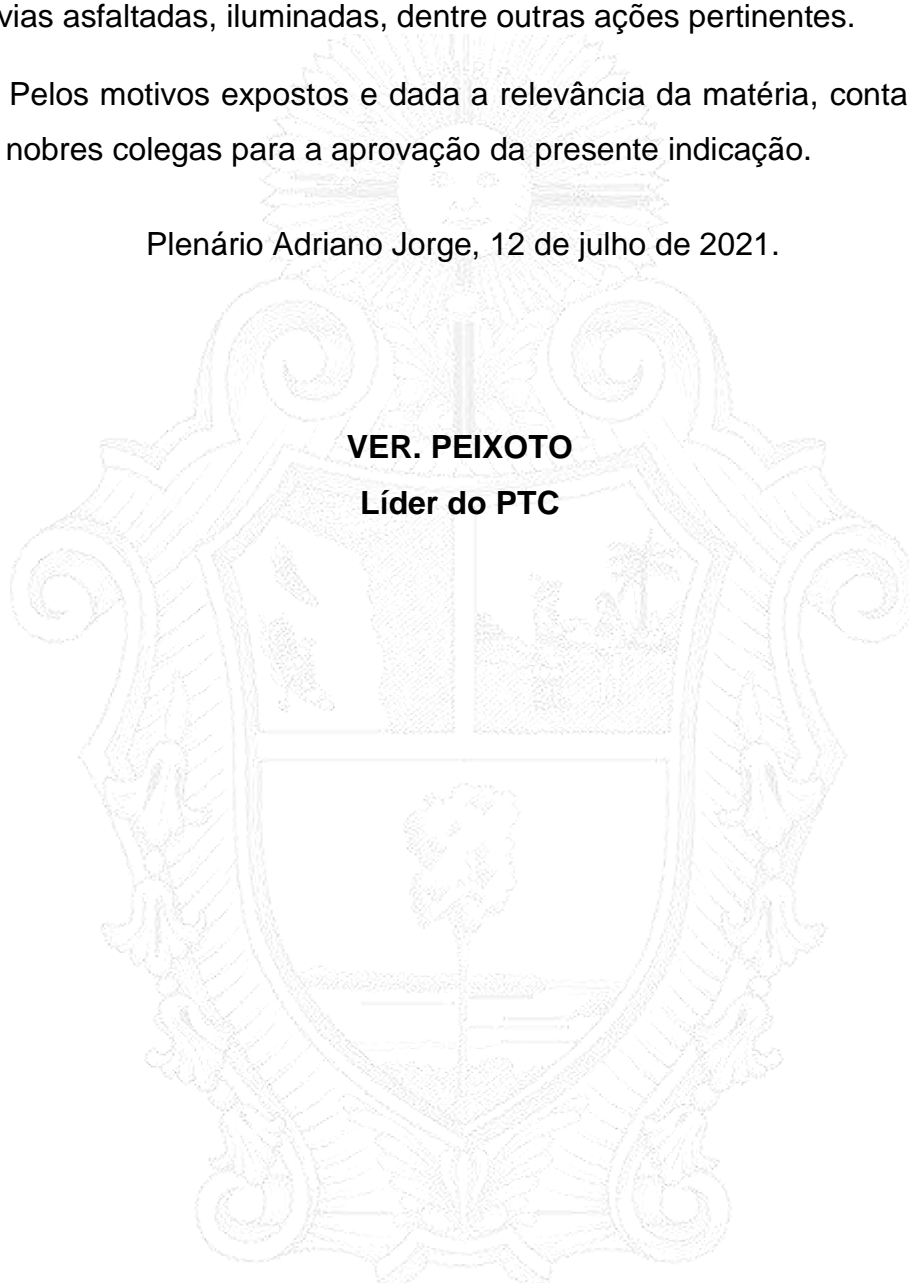 vias asfaltadas, iluminadas, dentre outras ações pertinentes.
Pelos motivos expostos e dada a relevância da matéria, conta
nobres colegas para a aprovação da presente indicação.
Plenário Adriano Jorge, 12 de julho de 2021.
VER. PEIXOTO
Líder do PTC